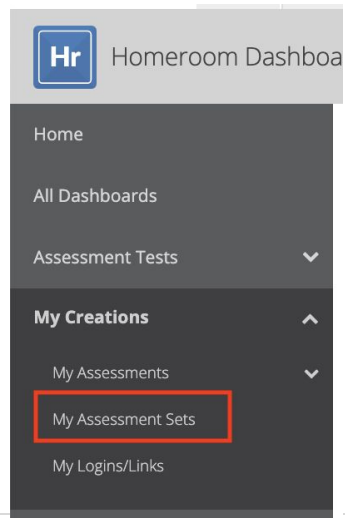 Hr Homeroom Dashboa
Home
All Dashboards
Assessment Tests
My Creations
My Assessments
My Assessment Sets
My Logins/Links